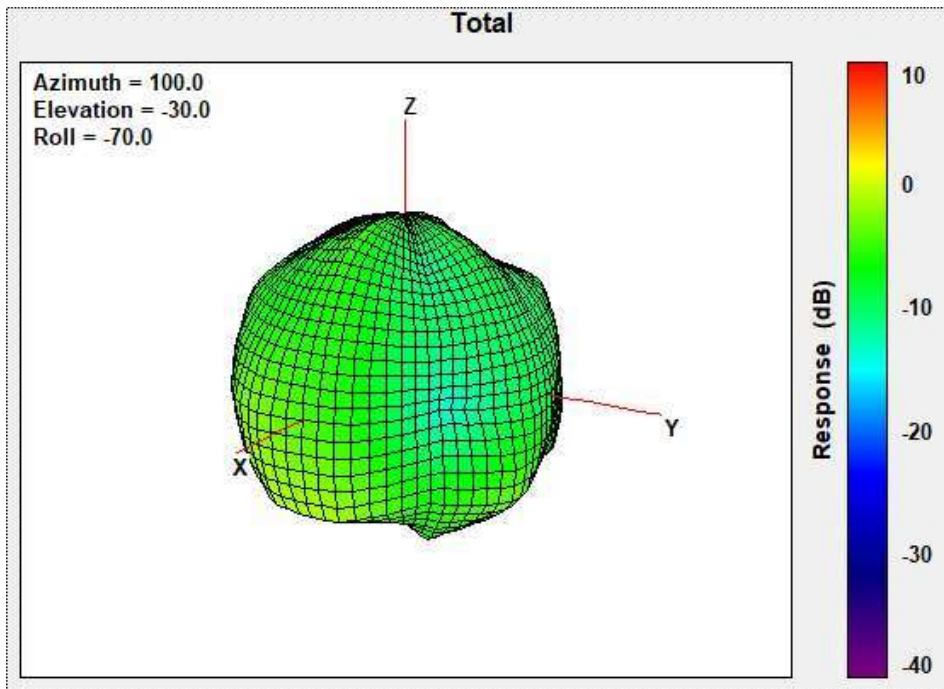 Total
Azimuth = 100.0
Elevation = -30.0
Roll = -70.0
Z
Y
X
10
0
-10
-20
-30
-40
Response (dB)